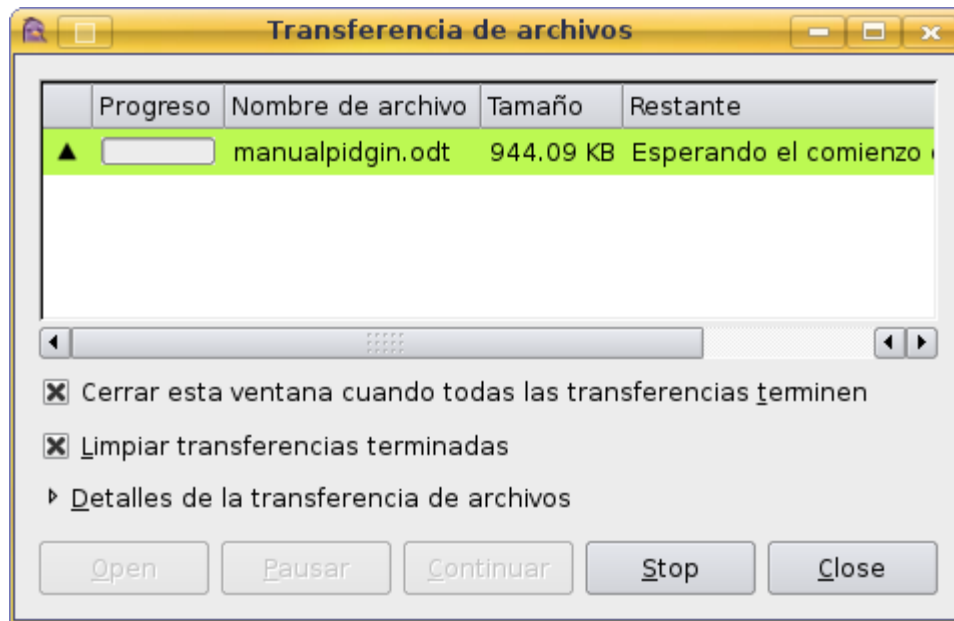 Transferencia de archivos
Progreso Nombre de archivo Tamaño Restante
manualpidgin.odt 944.09 KB Esperando el comienzo
Cerrar esta ventana cuando todas las transferencias terminen
Limpiar transferencias terminadas
Detalles de la transferencia de archivos
Open Pausar Continuar Stop Close